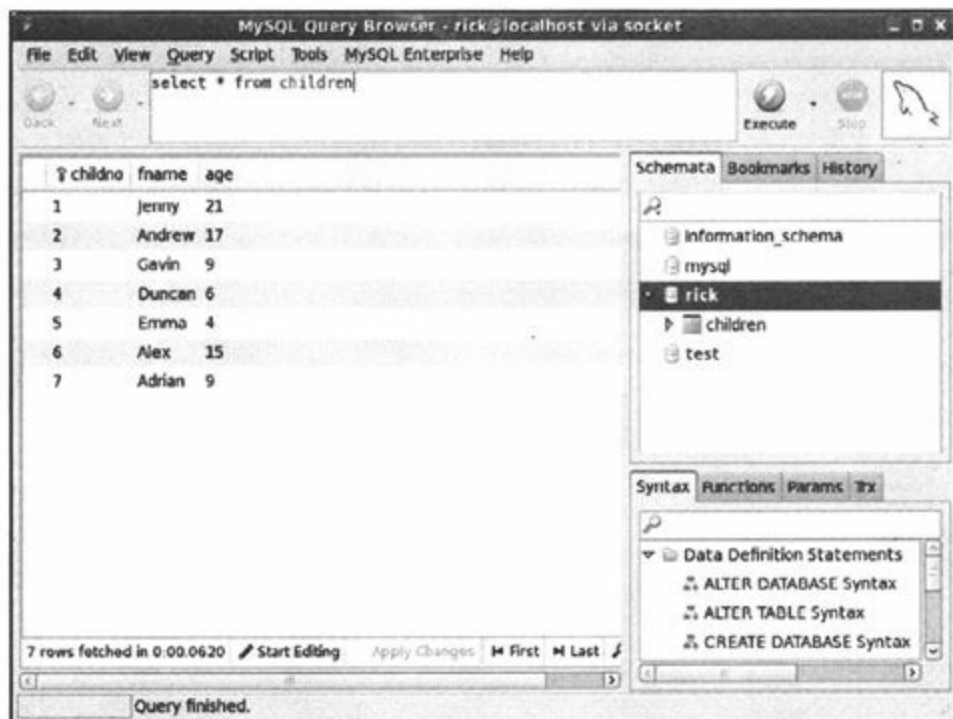 MySQL Query Browser - rick@localhost via socket
File Edit View Query Script Tools MySQL Enterprise Help
select * from children
Back Next Execute Stop
childno fname age
1 Jenny 21
2 Andrew 17
3 Gavin 9
Duncan
5 Emma 4
Alex 15
7 Adrian 9
7 rows fetched in 0:00.0620 Start Editing Apply Changes First Last
Query finished.
Schemata Bookmarks History
information_schema
mysql
rick
children
test
Syntax Functions Params Trx
Data Definition Statements
ALTER DATABASE Syntax
ALTER TABLE Syntax
CREATE DATABASE Syntax